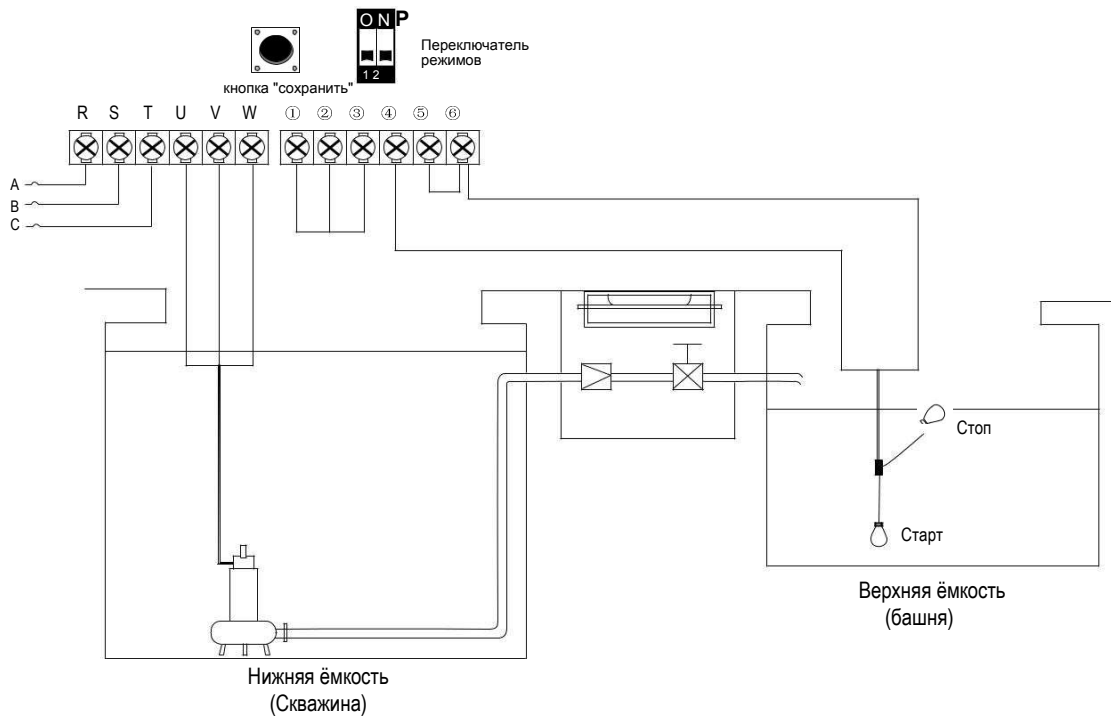 ON P
1 2
Переключатель
режимов
кнопка "сохранить"
R S T U V W ① ② ③ ④ ⑤ ⑥
A
B
C
Стоп
Старт
Верхняя ёмкость
(башня)
Нижняя ёмкость
(Скважина)